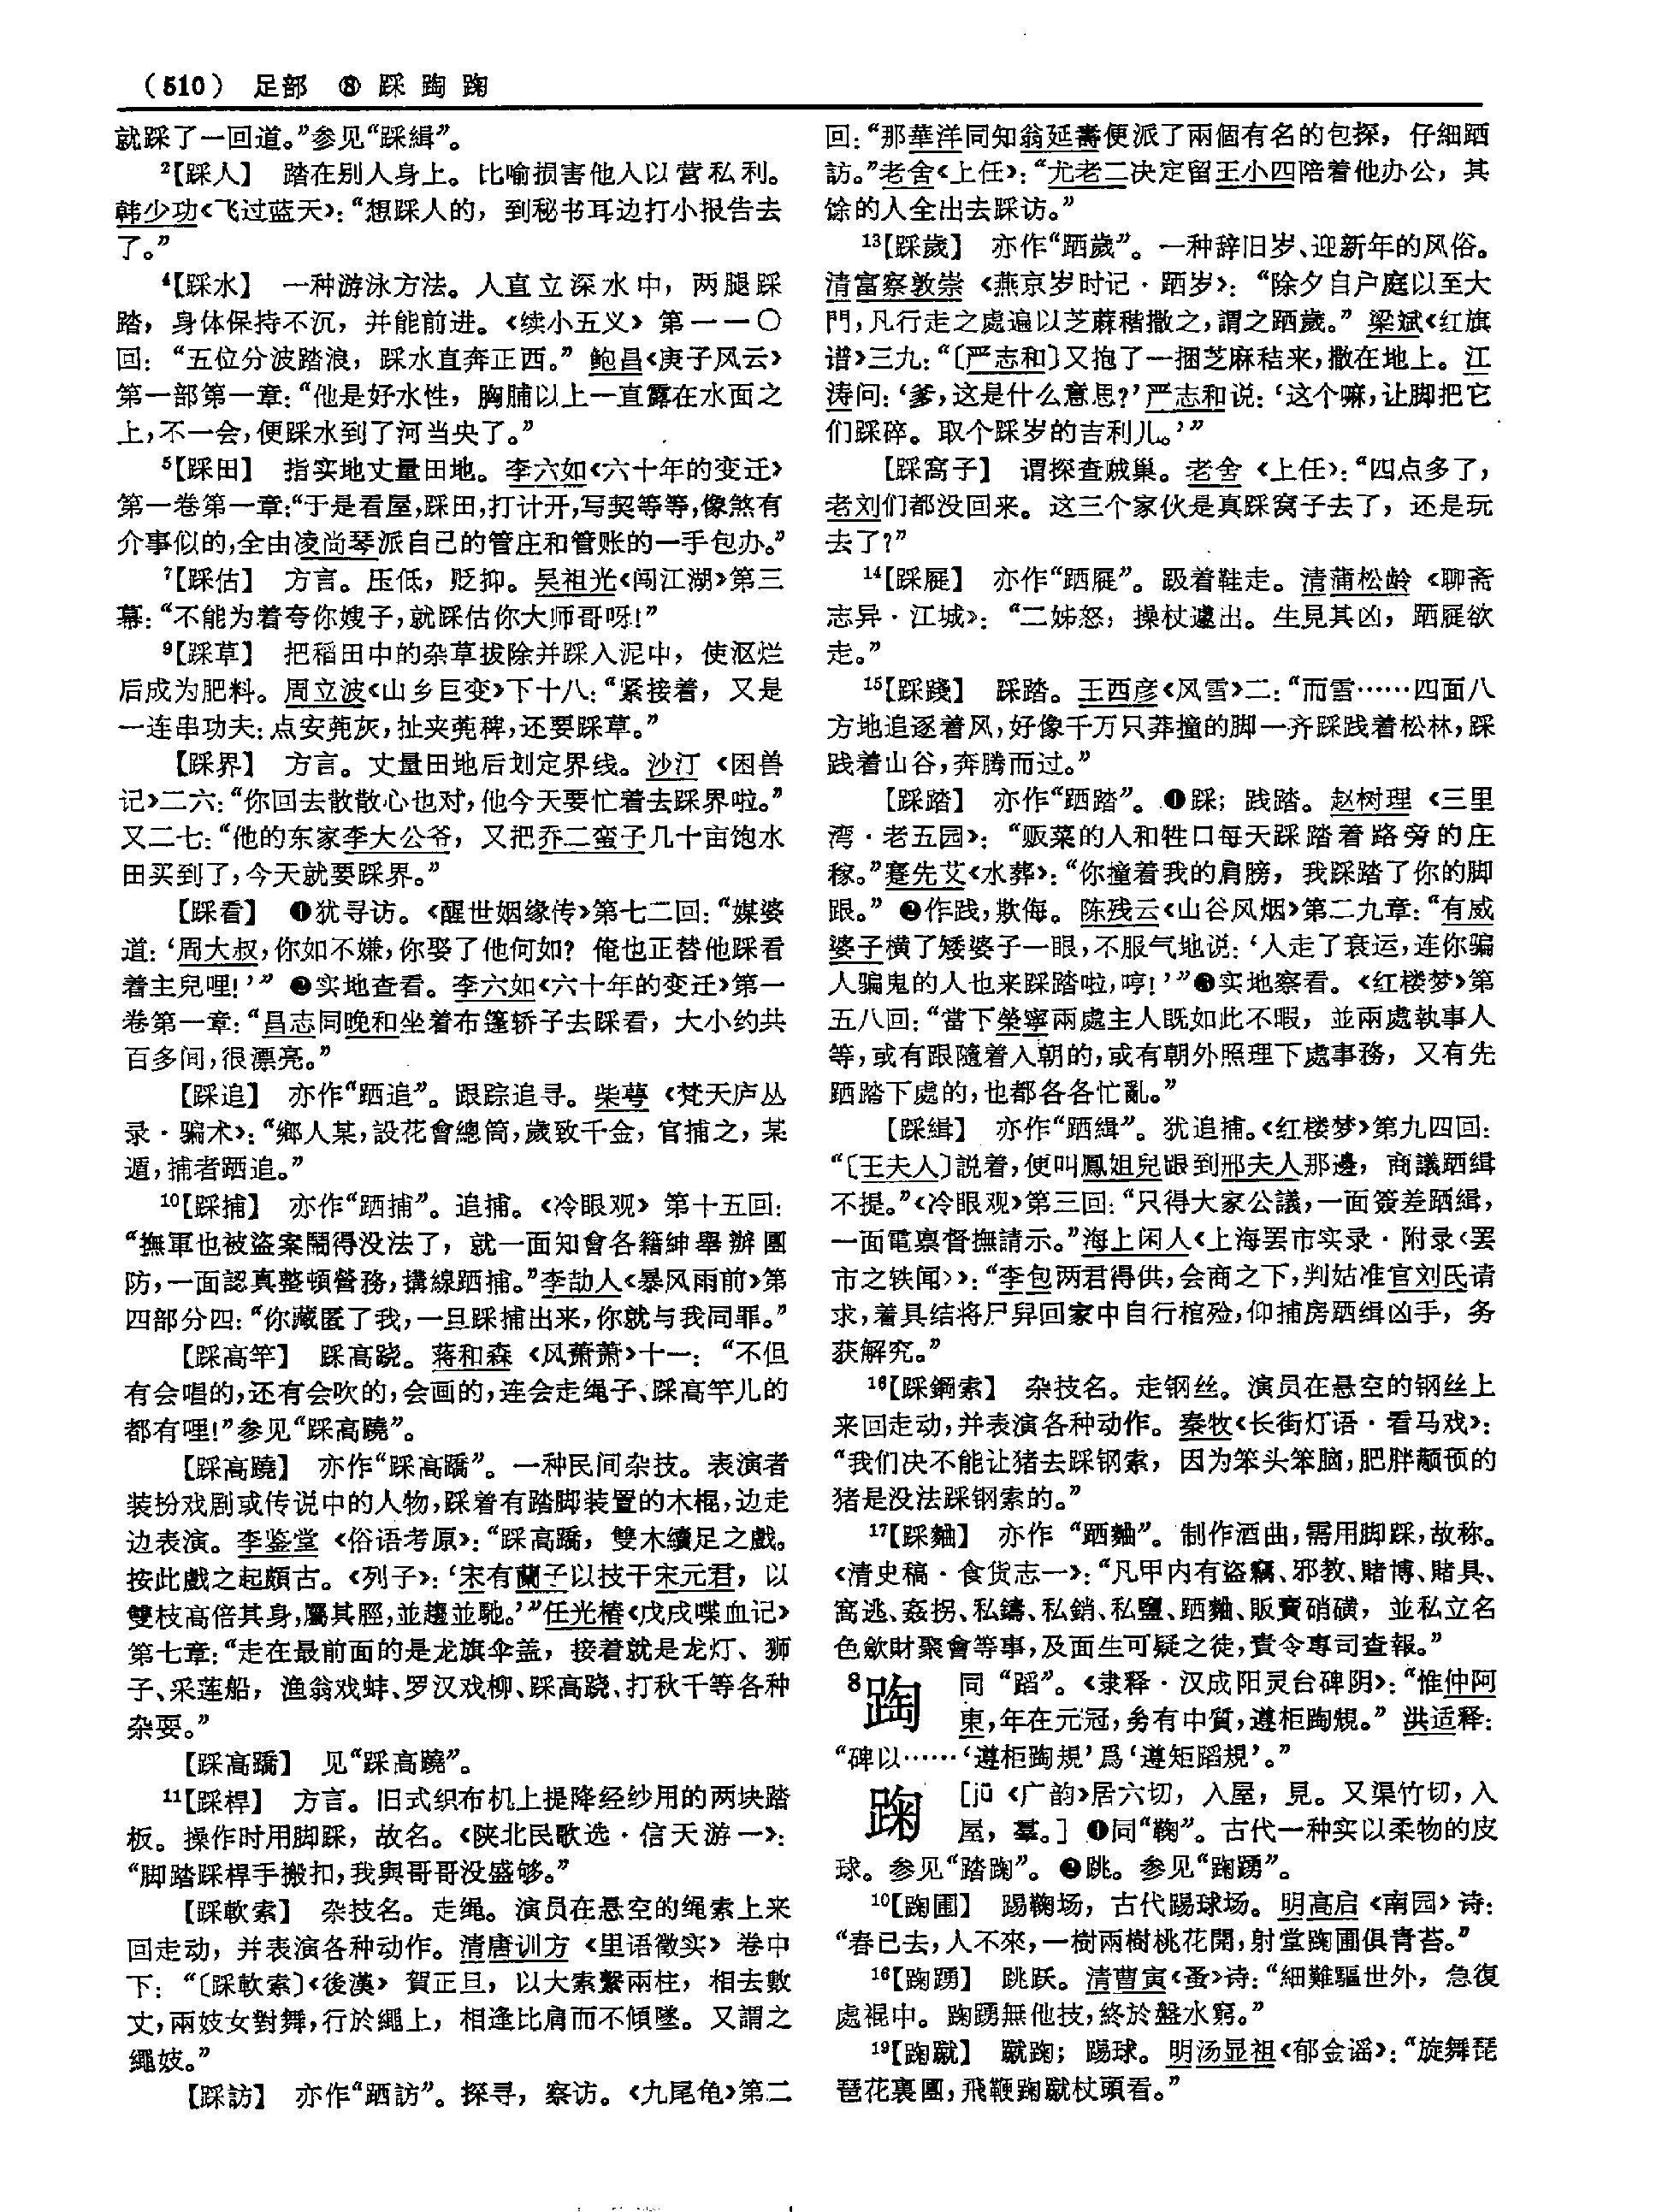 （510） 足部 ⑧ 踩 䠇 踘
就踩了一回道。”参见“踩緝”。
²【踩人】 踏在别人身上。比喻损害他人以营私利。
韩少功《飞过蓝天》：“想踩人的，到秘书耳边打小报告去
了。”
⁴【踩水】 一种游泳方法。人直立深水中，两腿踩
踏，身体保持不沉，并能前进。《续小五义》第一一〇
回：“五位分波踏浪，踩水直奔正西。”鲍昌《庚子风云》
第一部第一章：“他是好水性，胸脯以上一直露在水面之
上，不一会，便踩水到了河当央了。”
⁵【踩田】 指实地丈量田地。李六如《六十年的变迁》
第一卷第一章：“于是看屋，踩田，打计开，写契等等，像煞有
介事似的，全由凌尚琴派自己的管庄和管账的一手包办。”
⁷【踩估】 方言。压低，贬抑。吴祖光《闯江湖》第三
幕：“不能为着夸你嫂子，就踩估你大师哥呀！”
⁹【踩草】 把稻田中的杂草拔除并踩入泥中，使沤烂
后成为肥料。周立波《山乡巨变》下十八：“紧接着，又是
一连串功夫：点安蔸灰，扯夹蔸稗，还要踩草。”
【踩界】 方言。丈量田地后划定界线。沙汀《困兽
记》二六：“你回去散散心也对，他今天要忙着去踩界啦。”
又二七：“他的东家李大公爷，又把乔二蛮子几十亩饱水
田买到了，今天就要踩界。”
【踩看】 ❶犹寻访。《醒世姻缘传》第七二回：“媒婆
道：‘周大叔，你如不嫌，你娶了他何如？俺也正替他踩看
着主兒哩！’” ❷实地查看。李六如《六十年的变迁》第一
卷第一章：“昌志同晚和坐着布篷轿子去踩看，大小约共
百多间，很漂亮。”
【踩追】 亦作“跴追”。跟踪追寻。柴萼《梵天庐丛
录·骗术》：“鄉人某，設花會總筒，歲致千金，官捕之，某
遁，捕者跴追。”
¹⁰【踩捕】 亦作“跴捕”。追捕。《冷眼观》第十五回：
“撫軍也被盜案鬧得没法了，就一面知會各籍紳舉辦團
防，一面認真整頓營務，購線跴捕。”李劼人《暴风雨前》第
四部分四：“你藏匿了我，一旦踩捕出来，你就与我同罪。”
【踩高竿】 踩高跷。蒋和森《风萧萧》十一：“不但
有会唱的，还有会吹的，会画的，连会走绳子、踩高竿儿的
都有哩！”参见“踩高蹺”。
【踩高蹺】 亦作“踩高蹻”。一种民间杂技。表演者
装扮戏剧或传说中的人物，踩着有踏脚装置的木棍，边走
边表演。李鉴堂《俗语考原》：“踩高蹻，雙木續足之戲。
按此戲之起頗古。《列子》：‘宋有蘭子以技干宋元君，以
雙枝高倍其身，屬其脛，並趨並馳。’”任光椿《戊戌喋血记》
第七章：“走在最前面的是龙旗伞盖，接着就是龙灯、狮
子、采莲船，渔翁戏蚌、罗汉戏柳、踩高跷、打秋千等各种
杂耍。”
【踩高蹻】 见“踩高蹺”。
¹¹【踩桿】 方言。旧式织布机上提降经纱用的两块踏
板。操作时用脚踩，故名。《陕北民歌选·信天游一》：
“脚踏踩桿手搬扣，我與哥哥没盛够。”
【踩軟索】 杂技名。走绳。演员在悬空的绳索上来
回走动，并表演各种动作。清唐训方《里语徵实》卷中
下：“〔踩軟索〕《後漢》賀正旦，以大索繫兩柱，相去數
丈，兩妓女對舞，行於繩上，相逢比肩而不傾墜。又謂之
繩妓。”
【踩訪】 亦作“跴訪”。探寻，察访。《九尾龟》第二
回：“那華洋同知翁延壽便派了兩個有名的包探，仔細跴
訪。”老舍《上任》：“尤老二决定留王小四陪着他办公，其
馀的人全出去踩访。”
¹³【踩歲】 亦作“跴歲”。一种辞旧岁、迎新年的风俗。
清富察敦崇《燕京岁时记·跴岁》：“除夕自户庭以至大
門，凡行走之處遍以芝蔴稭撒之，謂之跴歲。”梁斌《红旗
谱》三九：“〔严志和〕又抱了一捆芝麻秸来，撒在地上。江
涛问：‘爹，这是什么意思？’严志和说：‘这个嘛，让脚把它
们踩碎。取个踩岁的吉利儿。’”
【踩窩子】 谓探查贼巢。老舍《上任》：“四点多了，
老刘们都没回来。这三个家伙是真踩窝子去了，还是玩
去了？”
¹⁴【踩屣】 亦作“跴屣”。趿着鞋走。清蒲松龄《聊斋
志异·江城》：“二姊怒，操杖遽出。生見其凶，跴屣欲
走。”
¹⁵【踩踐】 踩踏。王西彦《风雪》二：“而雪……四面八
方地追逐着风，好像千万只莽撞的脚一齐踩践着松林，踩
践着山谷，奔腾而过。”
【踩踏】 亦作“跴踏”。❶踩；践踏。赵树理《三里
湾·老五园》：“贩菜的人和牲口每天踩踏着路旁的庄
稼。”蹇先艾《水葬》：“你撞着我的肩膀，我踩踏了你的脚
跟。” ❷作践，欺侮。陈残云《山谷风烟》第二九章：“有威
婆子横了矮婆子一眼，不服气地说：‘人走了衰运，连你骗
人骗鬼的人也来踩踏啦，哼！’”❸实地察看。《红楼梦》第
五八回：“當下榮寧兩處主人既如此不暇，並兩處執事人
等，或有跟隨着入朝的，或有朝外照理下處事務，又有先
跴踏下處的，也都各各忙亂。”
【踩緝】 亦作“跴緝”。犹追捕。《红楼梦》第九四回：
“〔王夫人〕説着，便叫鳳姐兒跟到邢夫人那邊，商議跴緝
不提。”《冷眼观》第三回：“只得大家公議，一面簽差跴緝，
一面電稟督撫請示。”海上闲人《上海罢市实录·附录〈罢
市之轶闻〉》：“李包两君得供，会商之下，判姑准官刘氏请
求，着具结将尸舁回家中自行棺殓，仰捕房跴缉凶手，务
获解究。”
¹⁶【踩鋼索】 杂技名。走钢丝。演员在悬空的钢丝上
来回走动，并表演各种动作。秦牧《长街灯语·看马戏》：
“我们决不能让猪去踩钢索，因为笨头笨脑，肥胖颟顸的
猪是没法踩钢索的。”
¹⁷【踩麯】 亦作“跴麯”。制作酒曲，需用脚踩，故称。
《清史稿·食货志一》：“凡甲内有盜竊、邪教、賭博、賭具、
窩逃、姦拐、私鑄、私銷、私鹽、跴麯、販賣硝磺，並私立名
色斂財聚會等事，及面生可疑之徒，責令專司查報。”
⁸䠇 同“蹈”。《隶释·汉成阳灵台碑阴》：“惟仲阿
東，年在元冠，㓛有中質，遵柜䠇規。”洪适释：
“碑以……‘遵柜䠇規’爲‘遵矩蹈規’。”
踘 [jū《广韵》居六切，入屋，見。又渠竹切，入
屋，羣。] ❶同“鞠”。古代一种实以柔物的皮
球。参见“踏踘”。❷跳。参见“踘踴”。
¹⁰【踘圃】 踢鞠场，古代踢球场。明高启《南园》诗：
“春已去，人不來，一樹兩樹桃花開，射堂踘圃俱青苔。”
¹⁶【踘踴】 跳跃。清曹寅《蚤》诗：“細難驅世外，急復
處裩中。踘踴無他技，終於盤水窮。”
¹⁹【踘蹴】 蹴踘；踢球。明汤显祖《郁金谣》：“旋舞琵
琶花裏團，飛鞭踘蹴杖頭看。”